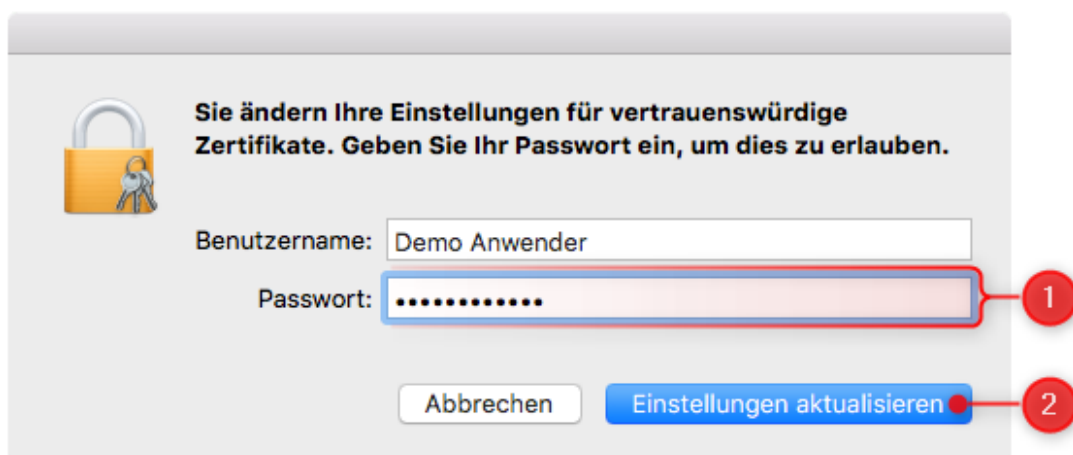 Sie ändern Ihre Einstellungen für vertrauenswürdige
Zertifikate. Geben Sie Ihr Passwort ein, um dies zu erlauben.
Benutzername: Demo Anwender
Passwort: ••••••••••••
1
Abbrechen Einstellungen aktualisieren
2